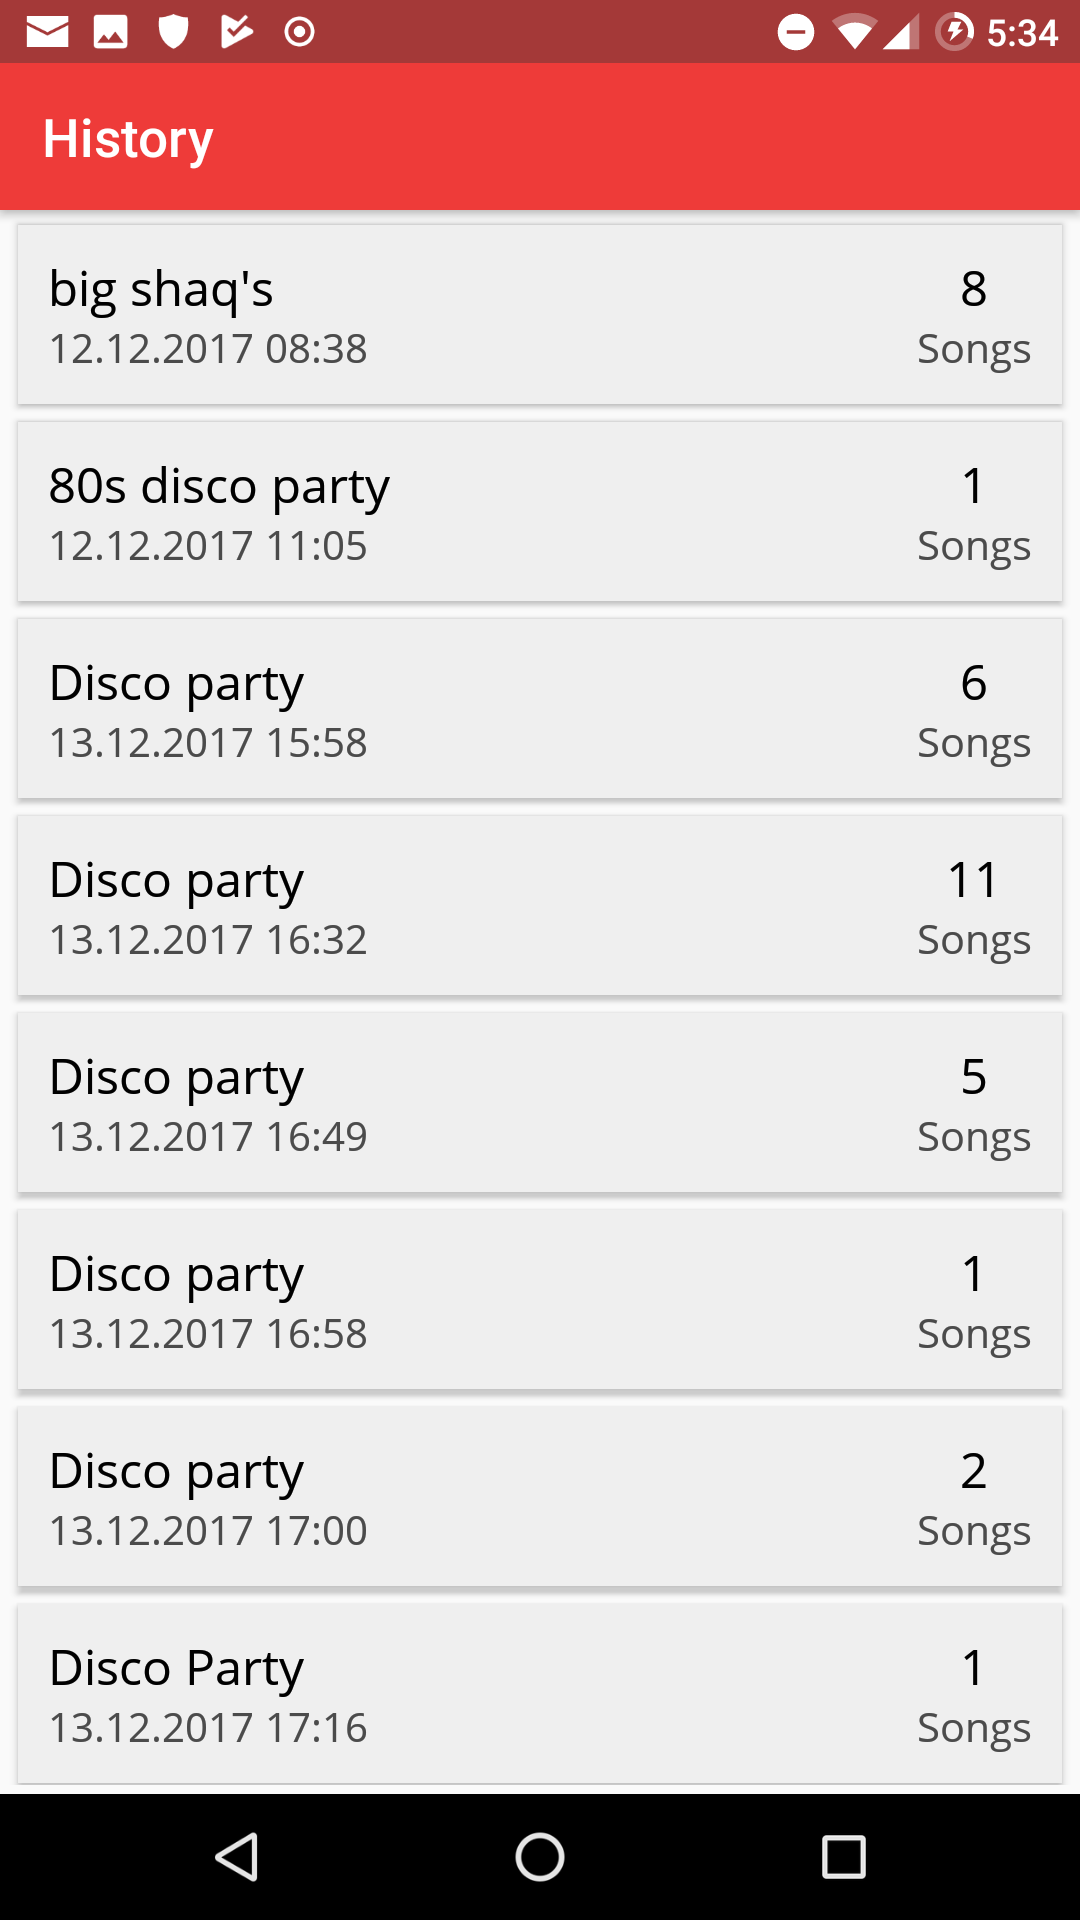 5:34
History
big shaq's 8
12.12.2017 08:38 Songs
80s disco party 1
12.12.2017 11:05 Songs
Disco party 6
13.12.2017 15:58 Songs
Disco party 11
13.12.2017 16:32 Songs
Disco party 5
13.12.2017 16:49 Songs
Disco party 1
13.12.2017 16:58 Songs
Disco party 2
13.12.2017 17:00 Songs
Disco Party 1
13.12.2017 17:16 Songs